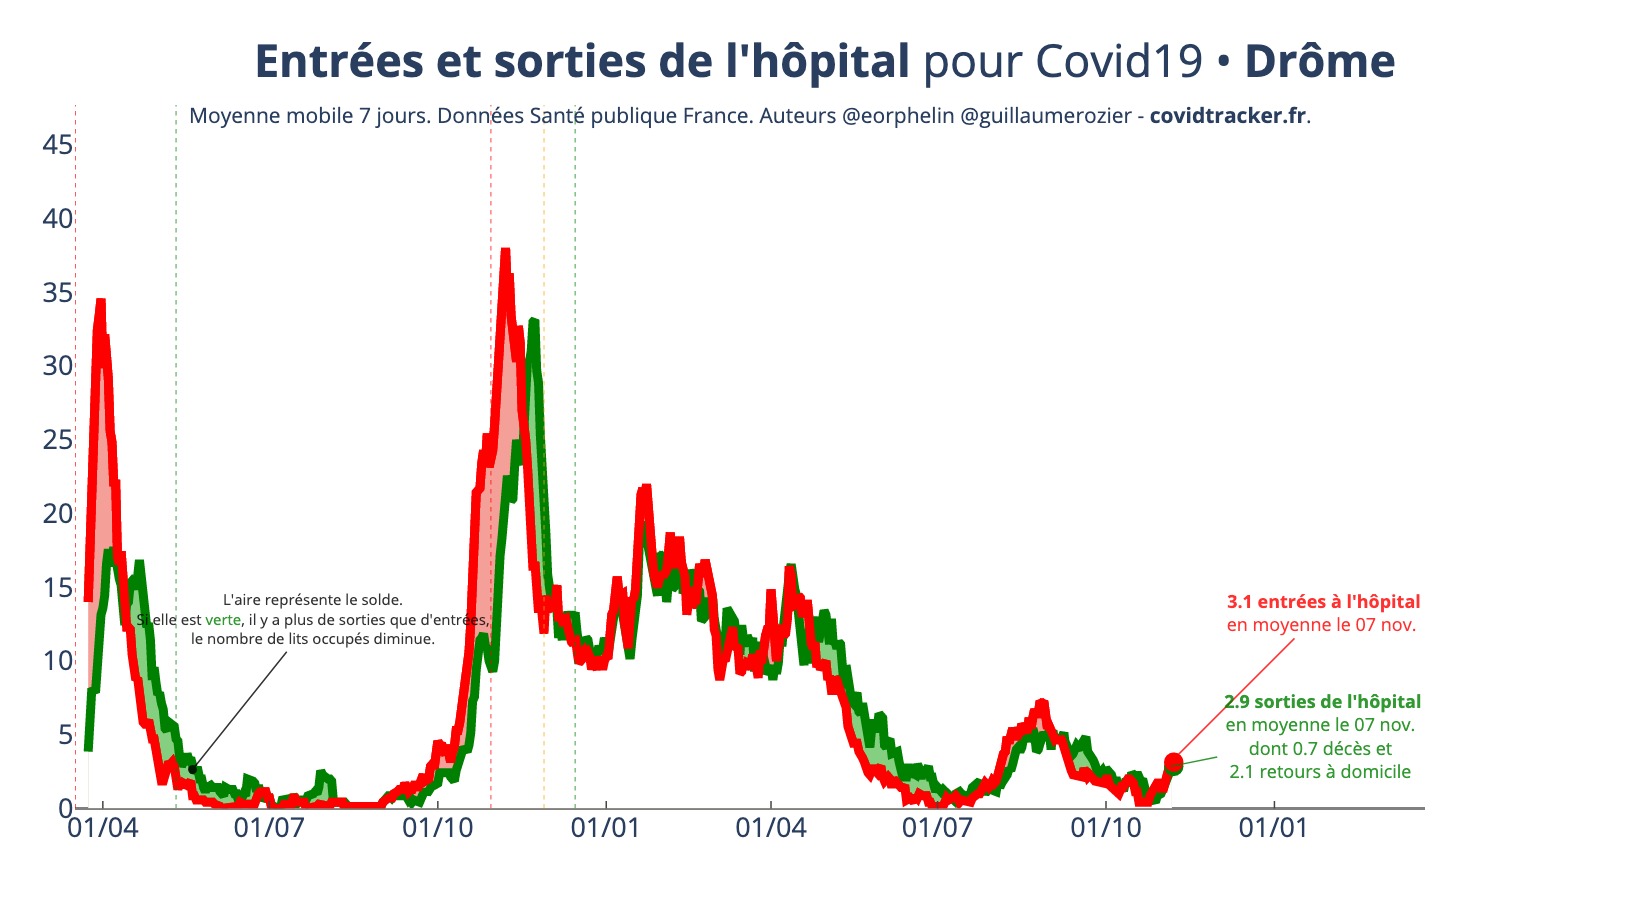 Entrées et sorties de l'hôpital pour Covid19 • Drôme
Moyenne mobile 7 jours. Données Santé publique France. Auteurs @eorphelin @guillaumerozier - covidtracker.fr.
45
40
35
30
25
20
15
10
5
0
L'aire représente le solde.
Si elle est verte, il y a plus de sorties que d'entrées,
le nombre de lits occupés diminue.
3.1 entrées à l'hôpital
en moyenne le 07 nov.
2.9 sorties de l'hôpital
en moyenne le 07 nov.
dont 0.7 décès et
2.1 retours à domicile
01/04 01/07 01/10 01/01 01/04 01/07 01/10 01/01